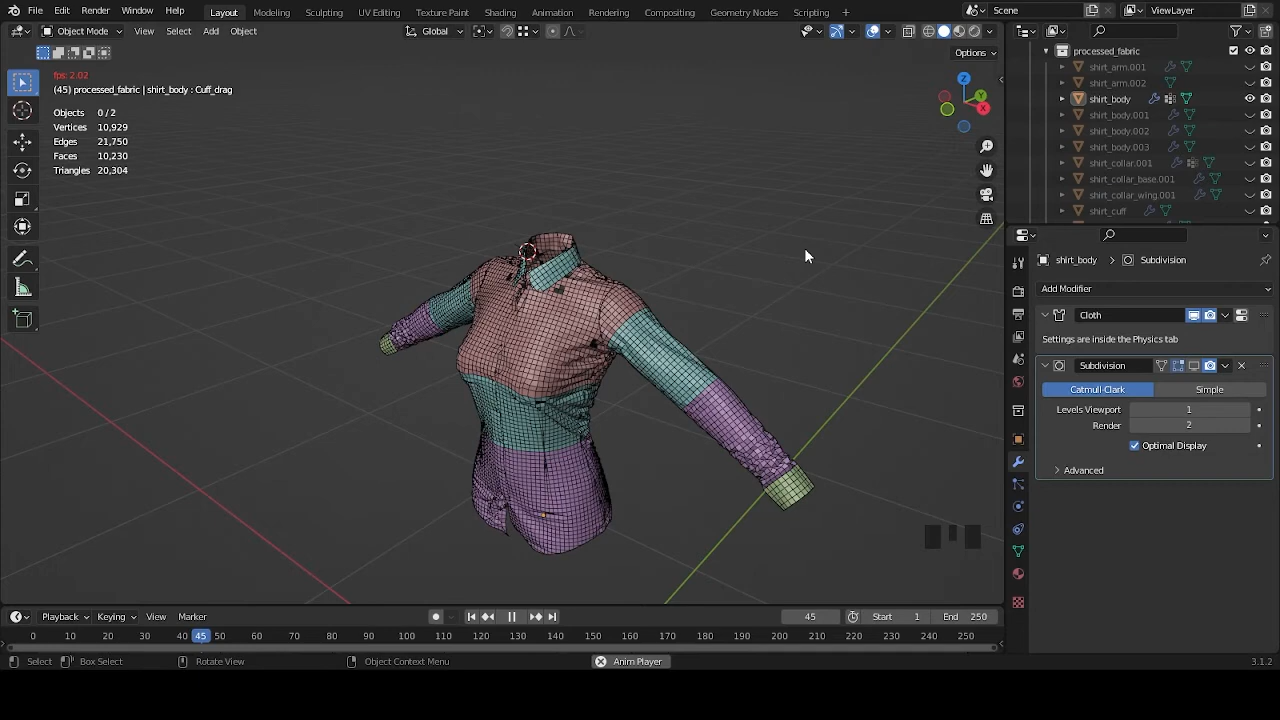 File Edit Render Window Help Layout Modeling Sculpting UV Editing Texture Paint Shading Animation Rendering Compositing Geometry Nodes Scripting + Scene ViewLayer
Object Mode View Select Add Object Global
Options
fps: 2.02
(45) processed_fabric | shirt_body : Cuff_drag
Objects 0/2
Vertices 10,929
Edges 21,750
Faces 10,230
Triangles 20,304
Z
Y
X
processed_fabric
shirt_arm.001
shirt_arm.002
shirt_body
shirt_body.001
shirt_body.002
shirt_body.003
shirt_collar.001
shirt_collar_base.001
shirt_collar_wing.001
shirt_cuff
shirt_body > Subdivision
Add Modifier
Cloth
Settings are inside the Physics tab
Subdivision
Catmull-Clark Simple
Levels Viewport 1
Render 2
Optimal Display
Advanced
Playback Keying View Marker 45 Start 1 End 250
0 10 20 30 40 45 50 60 70 80 90 100 110 120 130 140 150 160 170 180 190 200 210 220 230 240 250
Select Box Select Rotate View Object Context Menu Anim Player 3.1.2